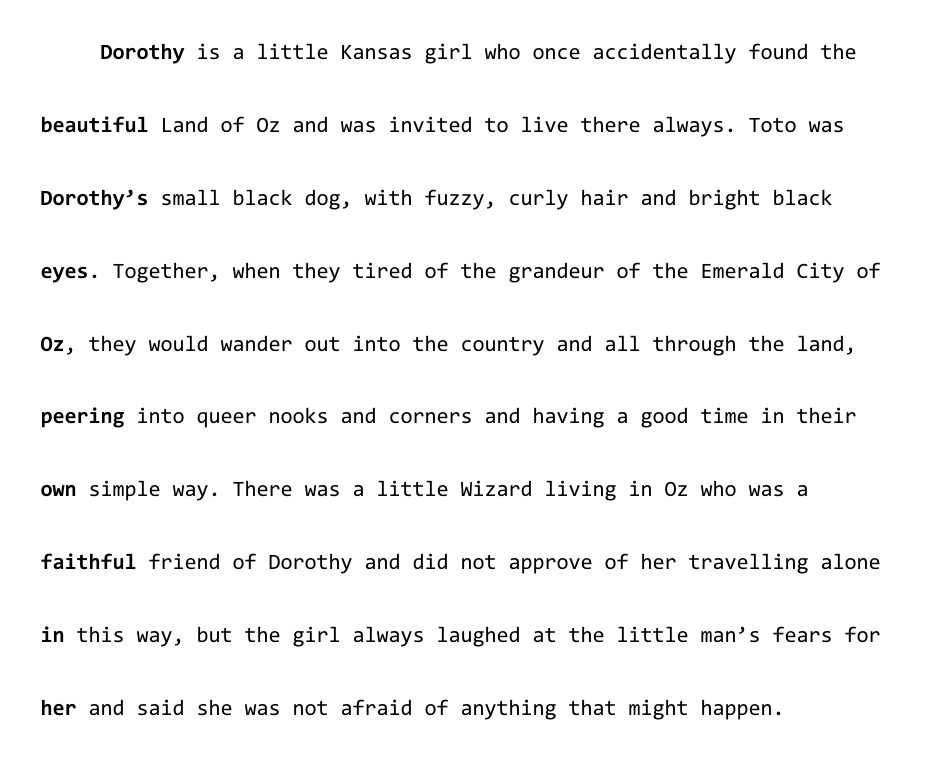 Dorothy is a little Kansas girl who once accidentally found the
beautiful Land of Oz and was invited to live there always. Toto was
Dorothy’s small black dog, with fuzzy, curly hair and bright black
eyes. Together, when they tired of the grandeur of the Emerald City of
Oz, they would wander out into the country and all through the land,
peering into queer nooks and corners and having a good time in their
own simple way. There was a little Wizard living in Oz who was a
faithful friend of Dorothy and did not approve of her travelling alone
in this way, but the girl always laughed at the little man’s fears for
her and said she was not afraid of anything that might happen.